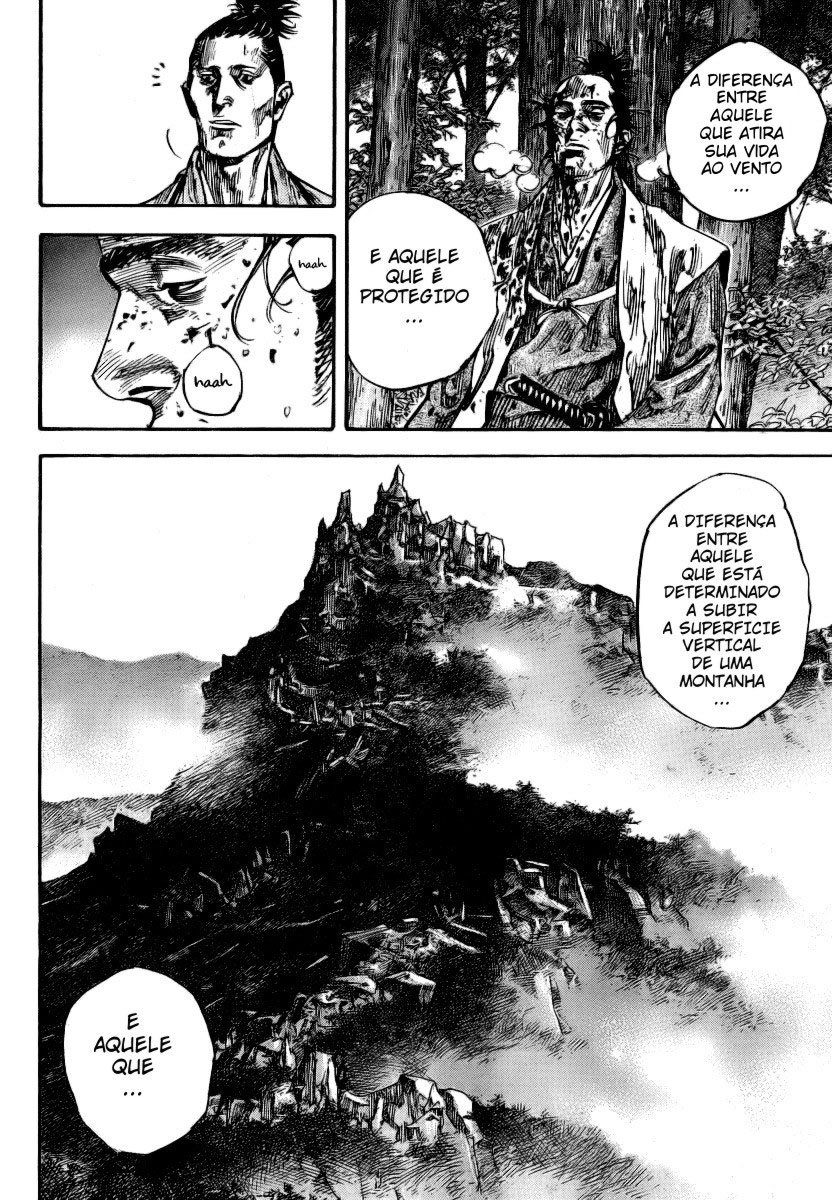 A DIFERENÇA
ENTRE
AQUELE
QUE ATIRA
SUA VIDA
AO VENTO
...
E AQUELE
QUE É
PROTEGIDO
...
haah
haah
A DIFERENÇA
ENTRE
AQUELE
QUE ESTÁ
DETERMINADO
A SUBIR
A SUPERFICIE
VERTICAL
DE UMA
MONTANHA
...
E
AQUELE
QUE
...